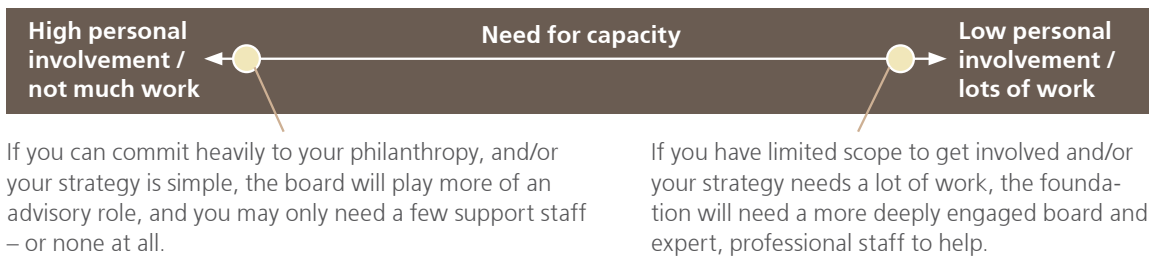 High personal
involvement /
not much work
Need for capacity
Low personal
involvement /
lots of work
If you can commit heavily to your philanthropy, and/or
your strategy is simple, the board will play more of an
advisory role, and you may only need a few support staff
– or none at all.
If you have limited scope to get involved and/or
your strategy needs a lot of work, the founda-
tion will need a more deeply engaged board and
expert, professional staff to help.